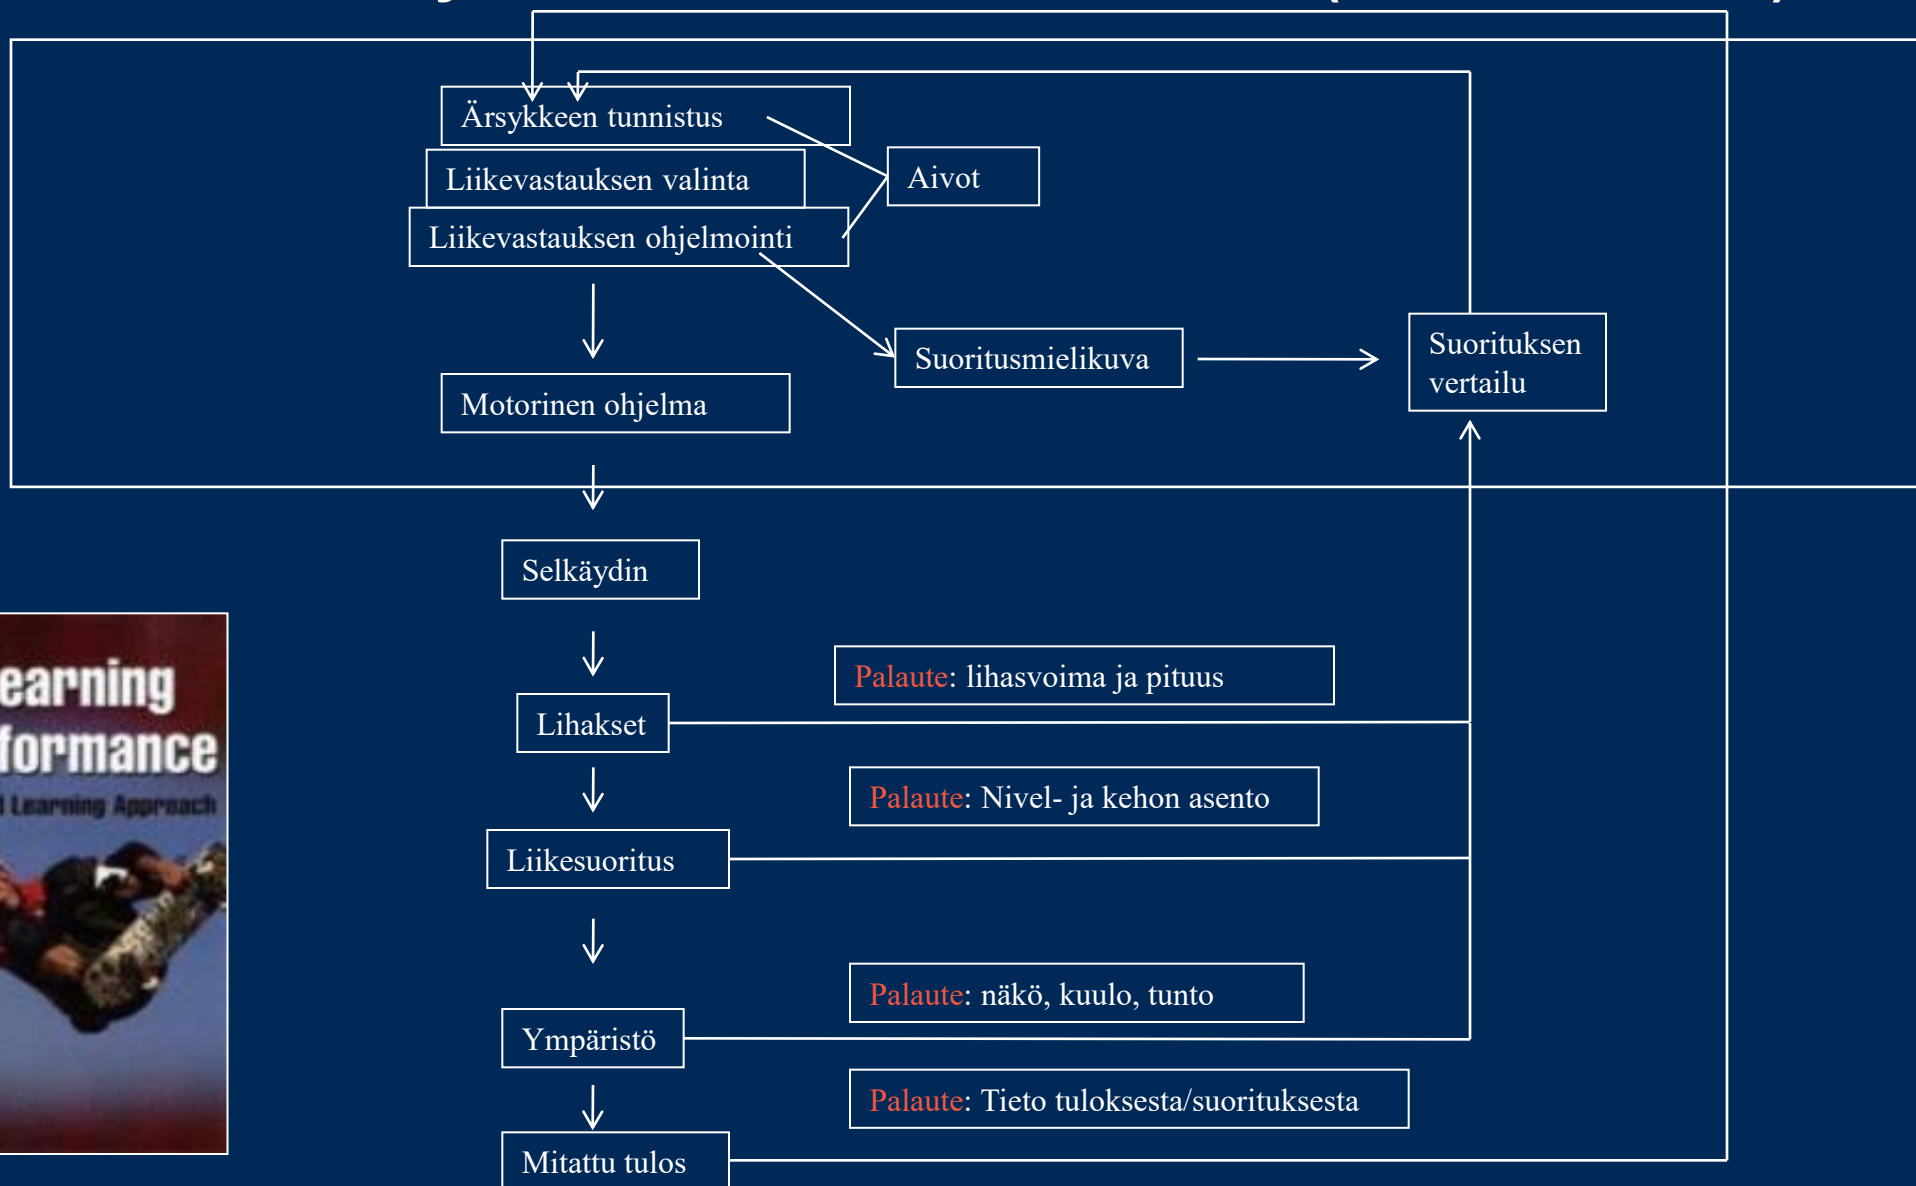 Ärsykkeen tunnistus
Liikevastauksen valinta
Aivot
Liikevastauksen ohjelmointi
Suoritusmielikuva
Suorituksen
vertailu
Motorinen ohjelma
Selkäydin
Palaute: lihasvoima ja pituus
Lihakset
Palaute: Nivel- ja kehon asento
Liikesuoritus
Palaute: näkö, kuulo, tunto
Ympäristö
Palaute: Tieto tuloksesta/suorituksesta
Mitattu tulos
earning
formance
Learning Approach